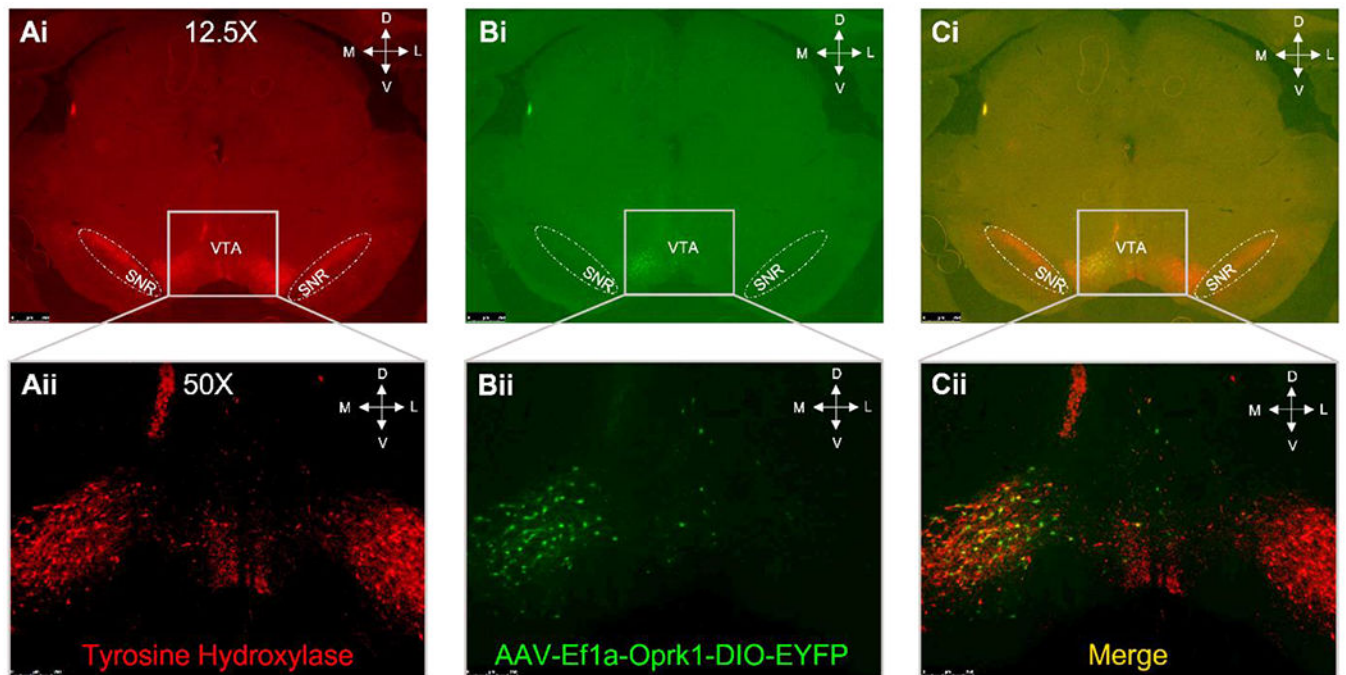 Ai 12.5X D M L V
VTA
SNR SNR
Bi D M L V
VTA
SNR SNR
Ci D M L V
VTA
SNR SNR
Aii 50X D M L V
Tyrosine Hydroxylase
Bii D M L V
AAV-Ef1a-Oprk1-DIO-EYFP
Cii D M L V
Merge